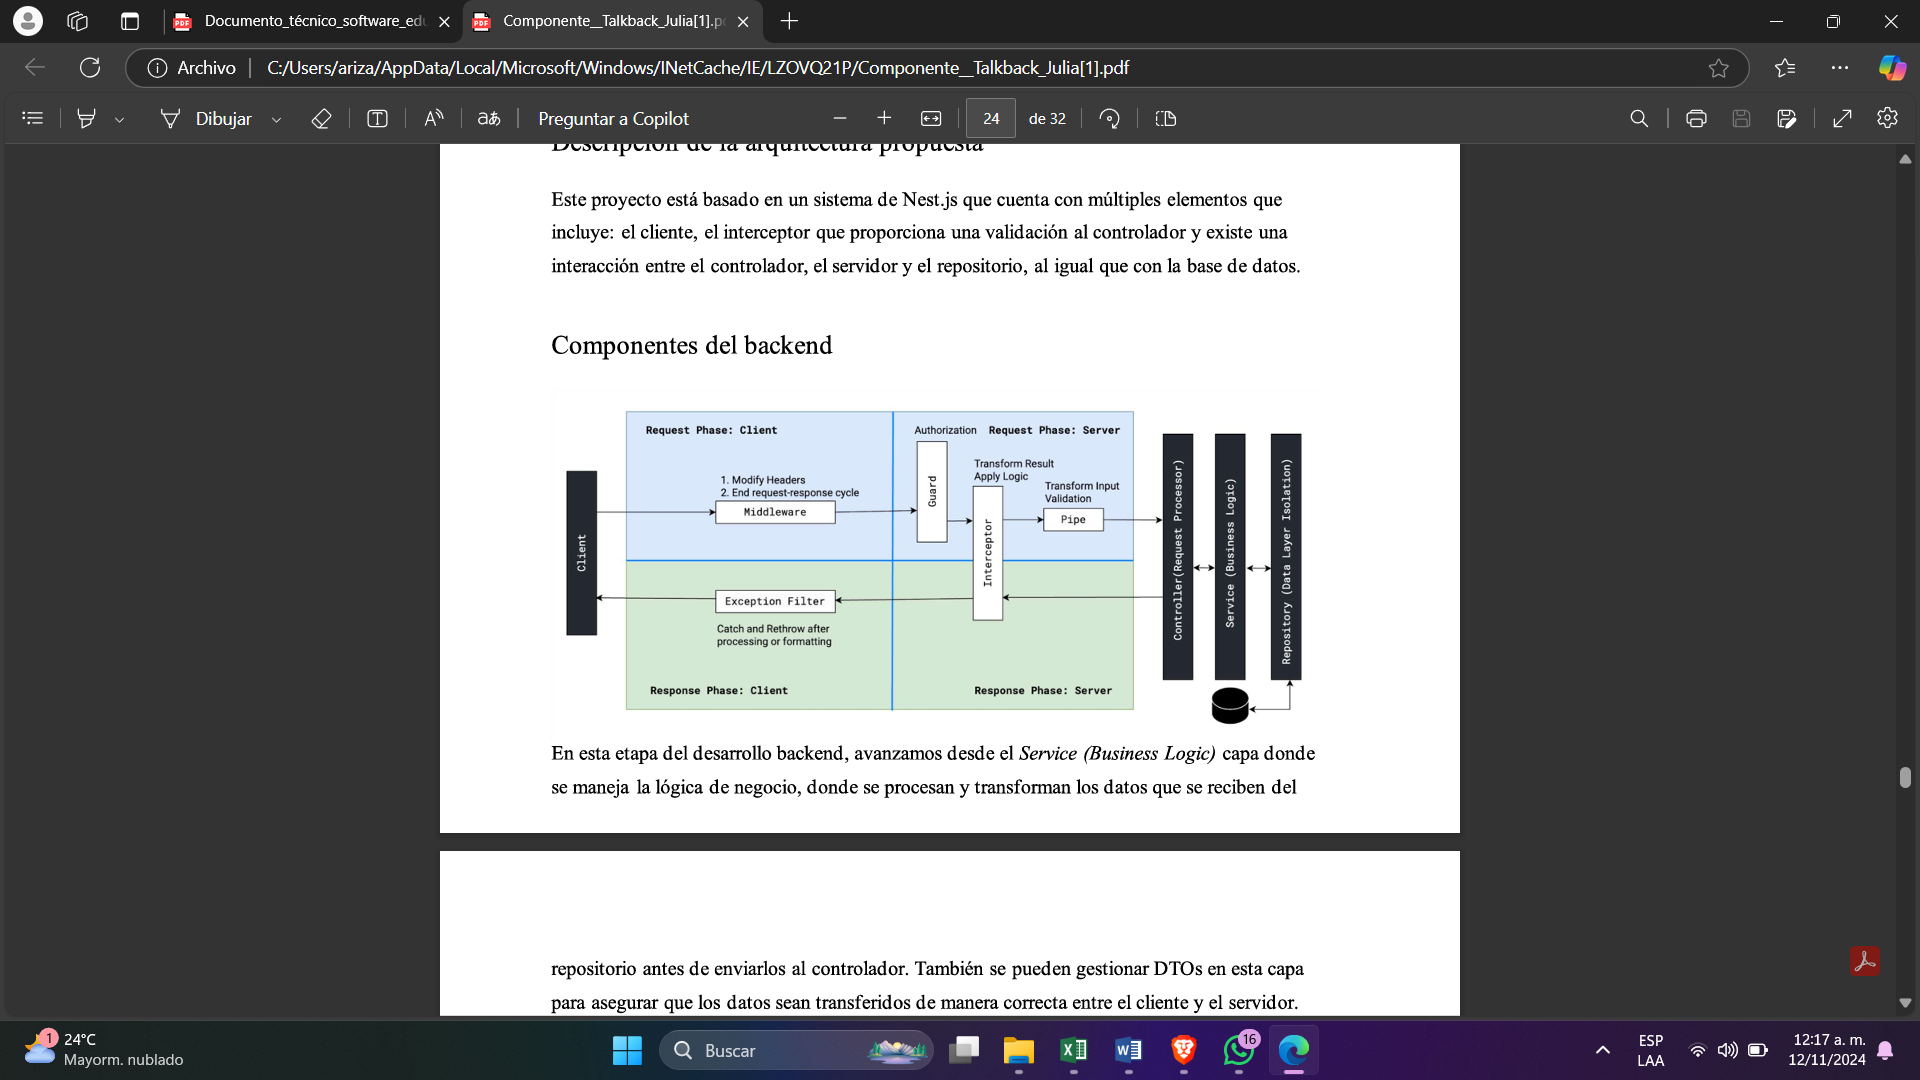 Documento_técnico_software_edu
Componente__Talkback_Julia[1].p
Archivo
C:/Users/ariza/AppData/Local/Microsoft/Windows/INetCache/IE/LZOVQ21P/Componente__Talkback_Julia[1].pdf
Dibujar
Preguntar a Copilot
24
de 32
Descripción de la arquitectura propuesta
Este proyecto está basado en un sistema de Nest.js que cuenta con múltiples elementos que
incluye: el cliente, el interceptor que proporciona una validación al controlador y existe una
interacción entre el controlador, el servidor y el repositorio, al igual que con la base de datos.
Componentes del backend
Request Phase: Client
Authorization
Request Phase: Server
Transform Result
Apply Logic
1. Modify Headers
2. End request-response cycle
Transform Input
Validation
Middleware
Guard
Pipe
Client
Interceptor
Controller(Request Processor)
Service (Business Logic)
Repository (Data Layer Isolation)
Exception Filter
Catch and Rethrow after
processing or formatting
Response Phase: Client
Response Phase: Server
En esta etapa del desarrollo backend, avanzamos desde el Service (Business Logic) capa donde
se maneja la lógica de negocio, donde se procesan y transforman los datos que se reciben del
repositorio antes de enviarlos al controlador. También se pueden gestionar DTOs en esta capa
para asegurar que los datos sean transferidos de manera correcta entre el cliente y el servidor.
1
24°C
Mayorm. nublado
Buscar
16
ESP
LAA
12:17 a. m.
12/11/2024